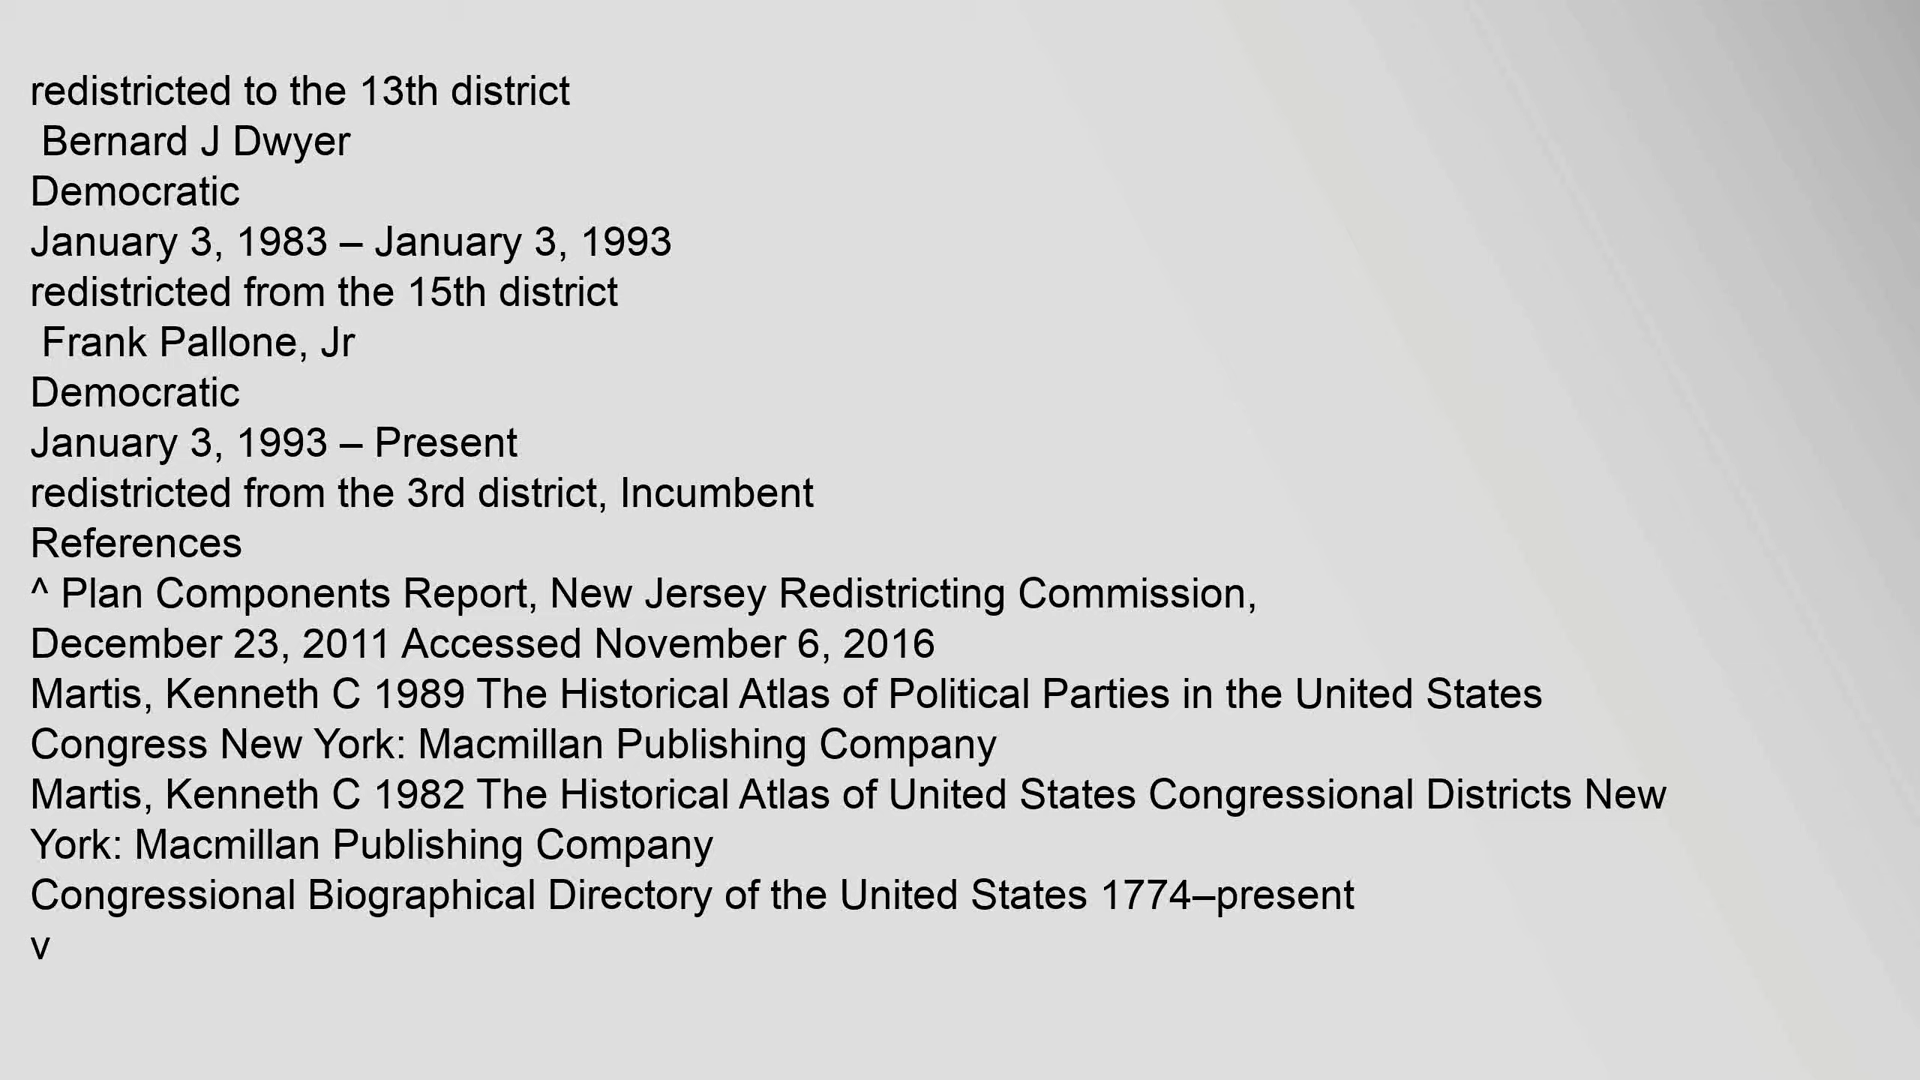 redistricted to the 13th district
Bernard J Dwyer
Democratic
January 3, 1983 – January 3, 1993
redistricted from the 15th district
Frank Pallone, Jr
Democratic
January 3, 1993 – Present
redistricted from the 3rd district, Incumbent
References
^ Plan Components Report, New Jersey Redistricting Commission,
December 23, 2011 Accessed November 6, 2016
Martis, Kenneth C 1989 The Historical Atlas of Political Parties in the United States
Congress New York: Macmillan Publishing Company
Martis, Kenneth C 1982 The Historical Atlas of United States Congressional Districts New
York: Macmillan Publishing Company
Congressional Biographical Directory of the United States 1774–present
v